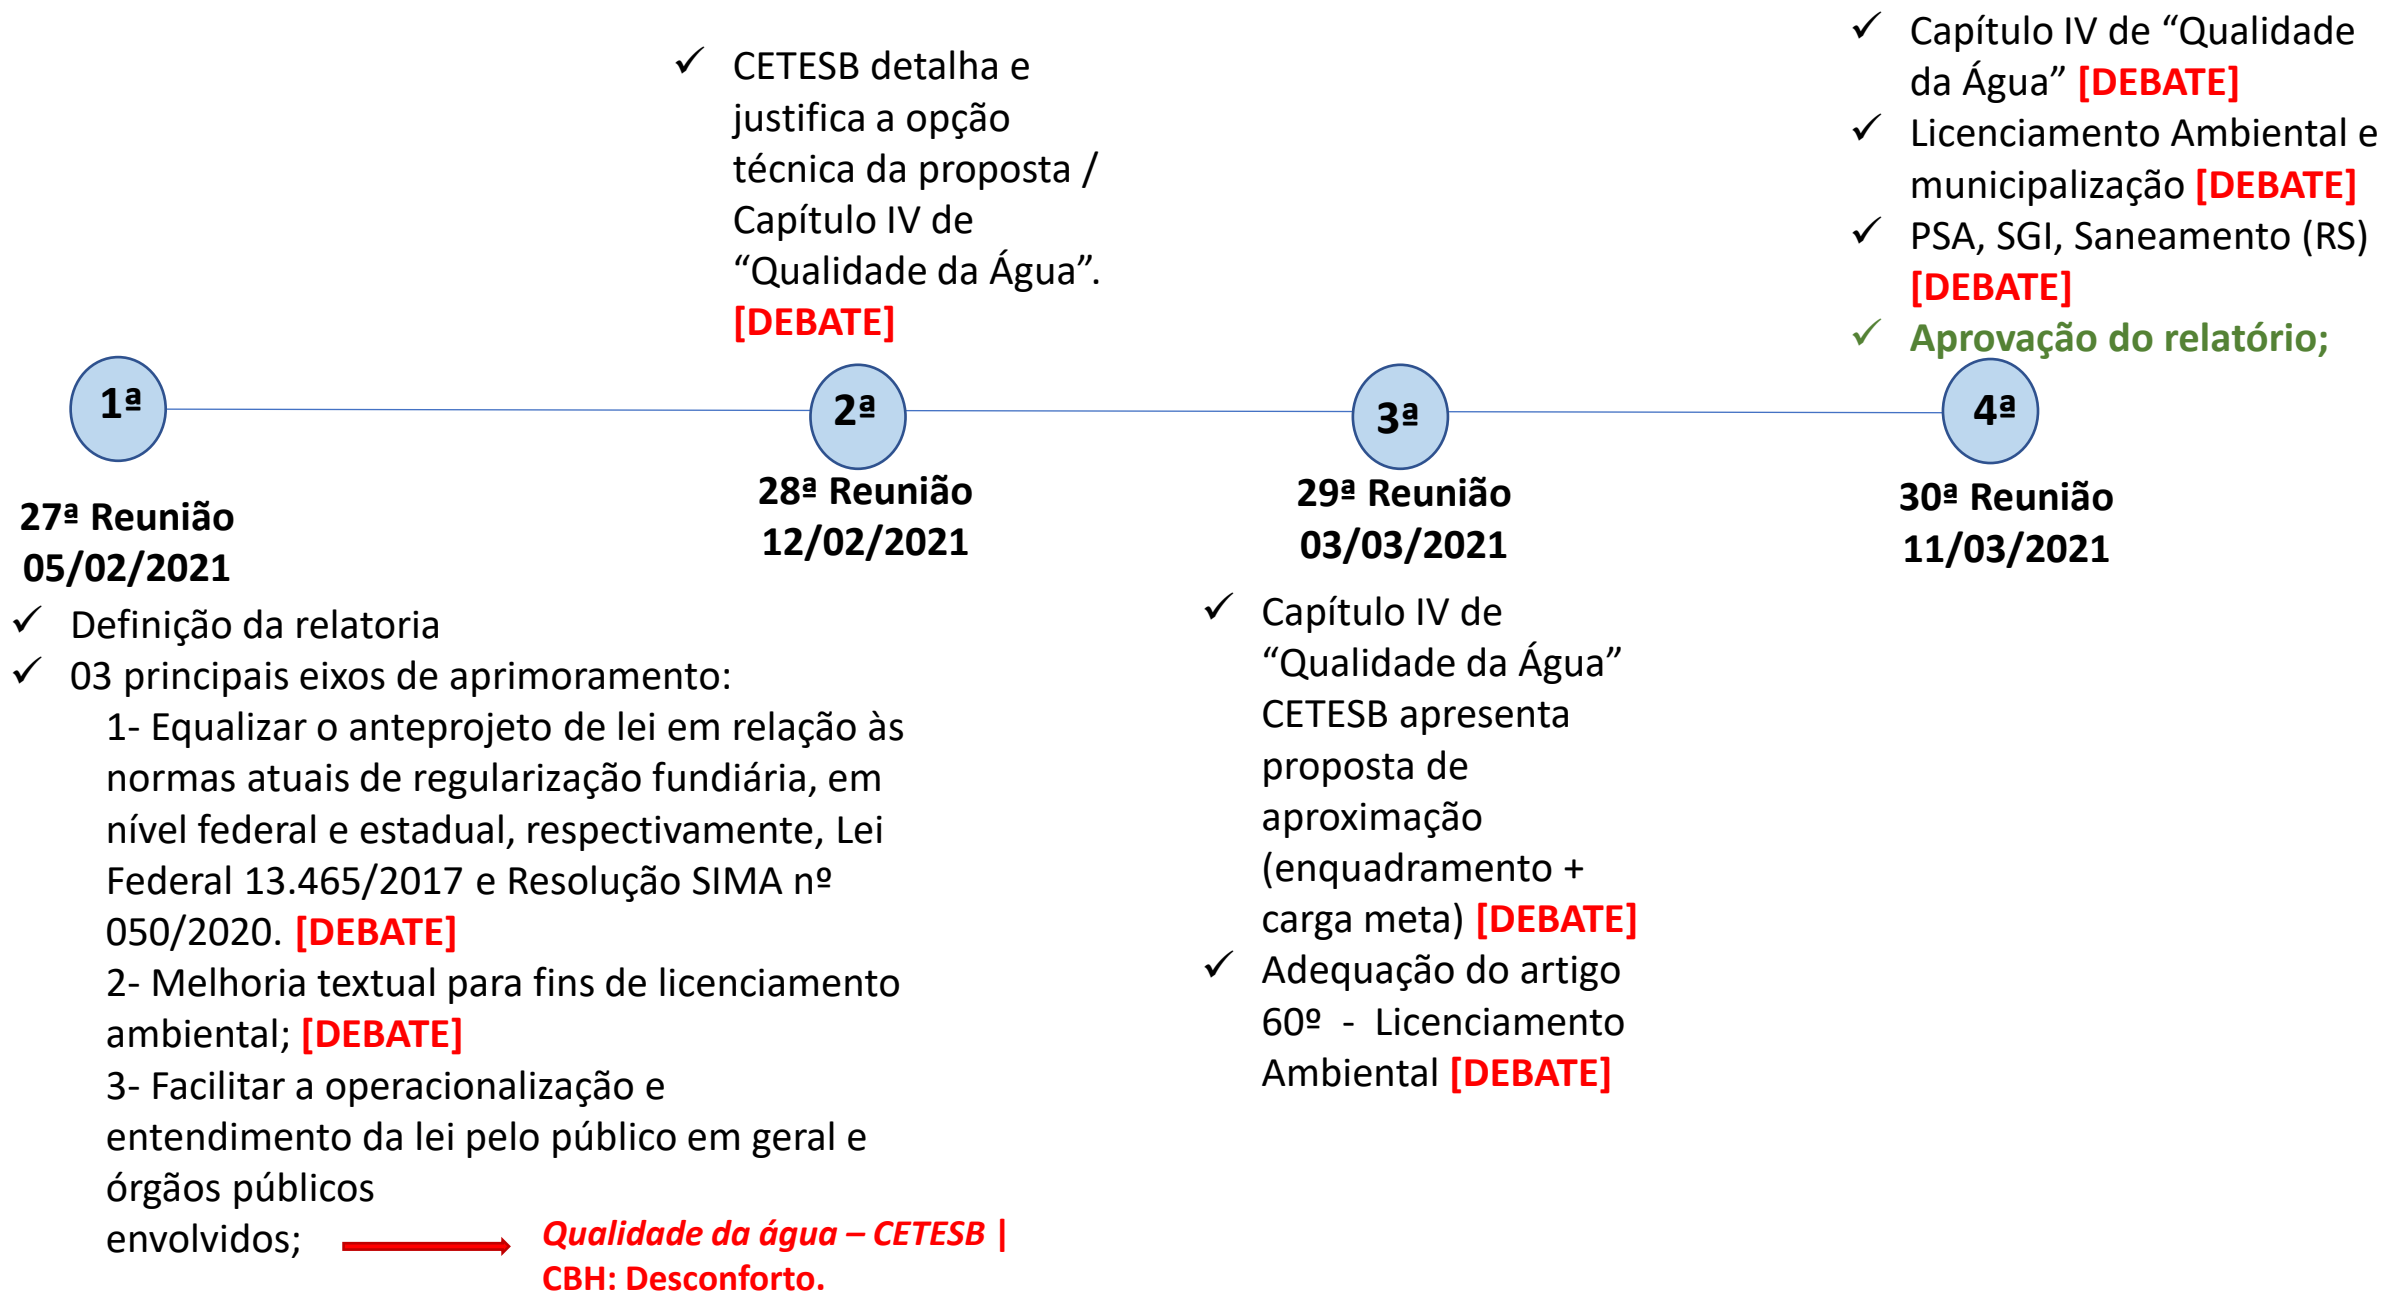 1ª
27ª Reunião
05/02/2021
✓ Definição da relatoria
✓ 03 principais eixos de aprimoramento:
1- Equalizar o anteprojeto de lei em relação às
normas atuais de regularização fundiária, em
nível federal e estadual, respectivamente, Lei
Federal 13.465/2017 e Resolução SIMA nº
050/2020. [DEBATE]
2- Melhoria textual para fins de licenciamento
ambiental; [DEBATE]
3- Facilitar a operacionalização e
entendimento da lei pelo público em geral e
órgãos públicos
envolvidos;
Qualidade da água – CETESB |
CBH: Desconforto.
✓ CETESB detalha e
justifica a opção
técnica da proposta /
Capítulo IV de
“Qualidade da Água”.
[DEBATE]
2ª
28ª Reunião
12/02/2021
3ª
29ª Reunião
03/03/2021
✓ Capítulo IV de
“Qualidade da Água”
CETESB apresenta
proposta de
aproximação
(enquadramento +
carga meta) [DEBATE]
✓ Adequação do artigo
60º - Licenciamento
Ambiental [DEBATE]
✓ Capítulo IV de “Qualidade
da Água” [DEBATE]
✓ Licenciamento Ambiental e
municipalização [DEBATE]
✓ PSA, SGI, Saneamento (RS)
[DEBATE]
✓ Aprovação do relatório;
4ª
30ª Reunião
11/03/2021